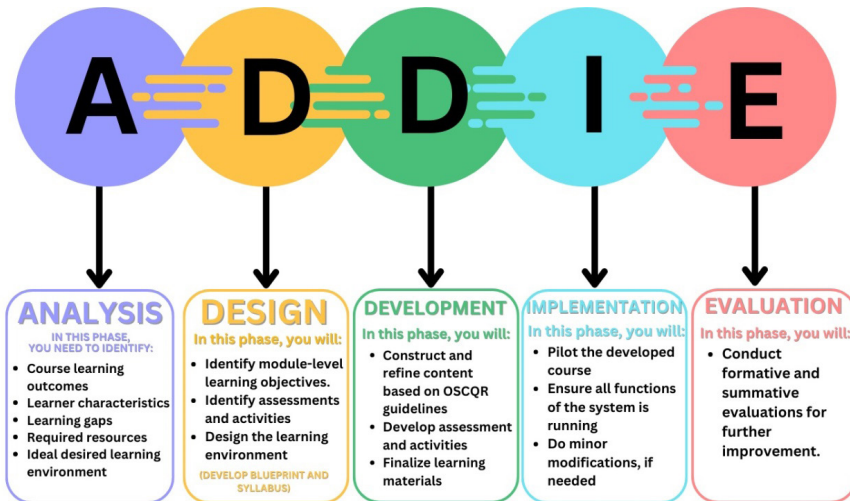 A D D I E
ANALYSIS
IN THIS PHASE,
YOU NEED TO IDENTIFY:
• Course learning
outcomes
• Learner characteristics
• Learning gaps
• Required resources
• Ideal desired learning
environment
DESIGN
In this phase, you will:
• Identify module-level
learning objectives.
• Identify assessments
and activities
• Design the learning
environment
(DEVELOP BLUEPRINT AND
SYLLABUS)
DEVELOPMENT
In this phase, you will:
• Construct and
refine content
based on OSCQR
guidelines
• Develop assessment
and activities
• Finalize learning
materials
IMPLEMENTATION
In this phase, you will:
• Pilot the developed
course
• Ensure all functions
of the system is
running
• Do minor
modifications, if
needed
EVALUATION
In this phase, you will:
• Conduct
formative and
summative
evaluations for
further
improvement.